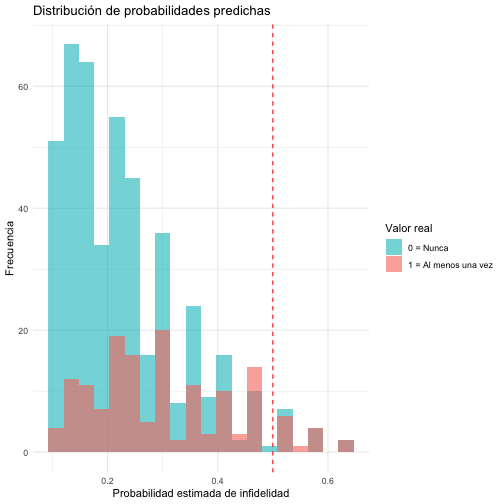 Distribución de probabilidades predichas
60
40
20
0
Frecuencia
0.2
0.4
0.6
Probabilidad estimada de infidelidad
Valor real
0 = Nunca
1 = Al menos una vez